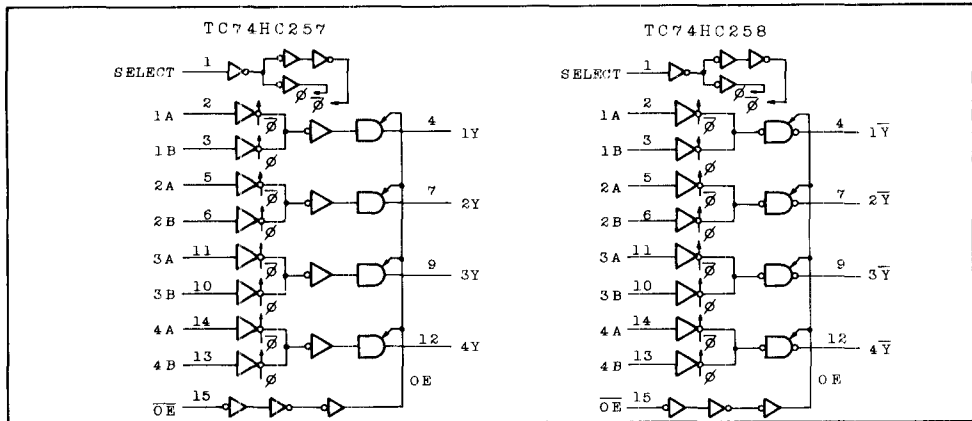 TC74HC257
SELECT 1
ϕ ϕ̅
1A 2
ϕ̅
4 1Y
1B 3
ϕ
2A 5
ϕ̅
7 2Y
2B 6
ϕ
3A 11
ϕ̅
9 3Y
3B 10
ϕ
4A 14
ϕ̅
12 4Y
4B 13
ϕ
OE
O̅E̅ 15
TC74HC258
SELECT 1
ϕ ϕ̅
1A 2
ϕ̅
4 1Y̅
1B 3
ϕ
2A 5
ϕ̅
7 2Y̅
2B 6
ϕ
3A 11
ϕ̅
9 3Y̅
3B 10
ϕ
4A 14
ϕ̅
12 4Y̅
4B 13
ϕ
OE
O̅E̅ 15